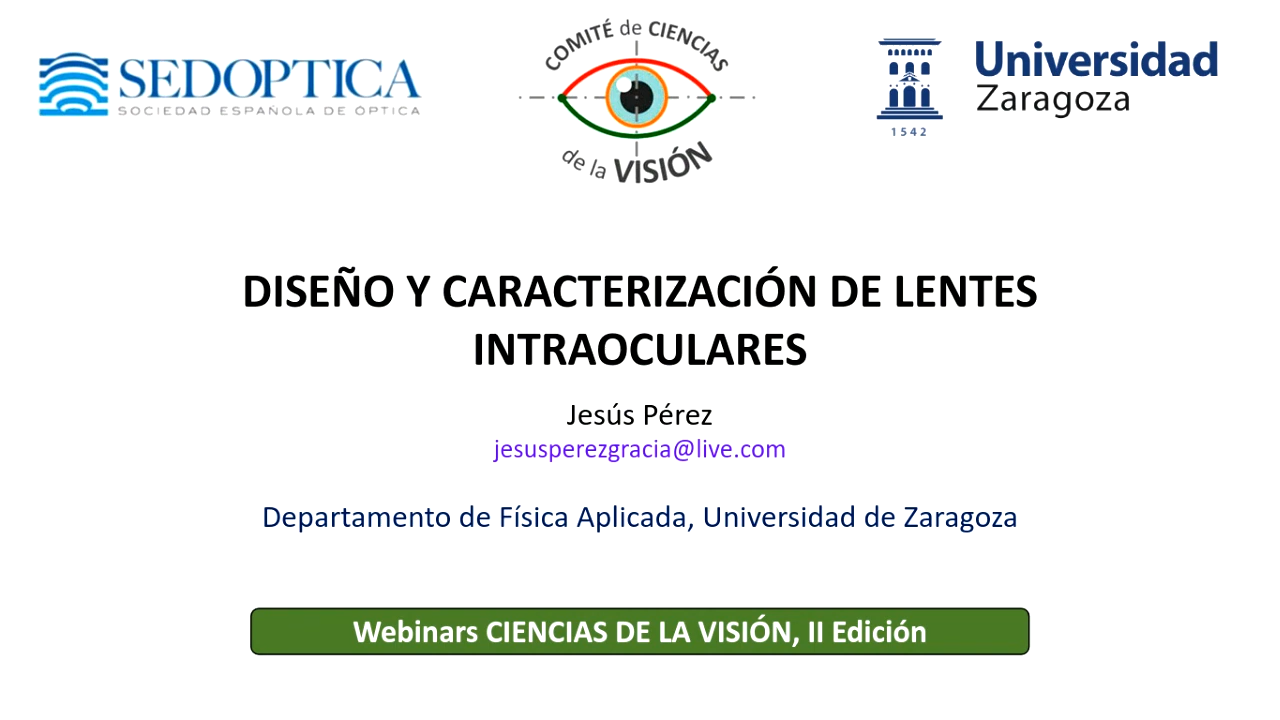 SEDOPTICA
SOCIEDAD ESPAÑOLA DE ÓPTICA
COMITÉ de CIENCIAS
de la VISIÓN
Universidad
Zaragoza
1542
DISEÑO Y CARACTERIZACIÓN DE LENTES
INTRAOCULARES
Jesús Pérez
jesusperezgracia@live.com
Departamento de Física Aplicada, Universidad de Zaragoza
Webinars CIENCIAS DE LA VISIÓN, II Edición